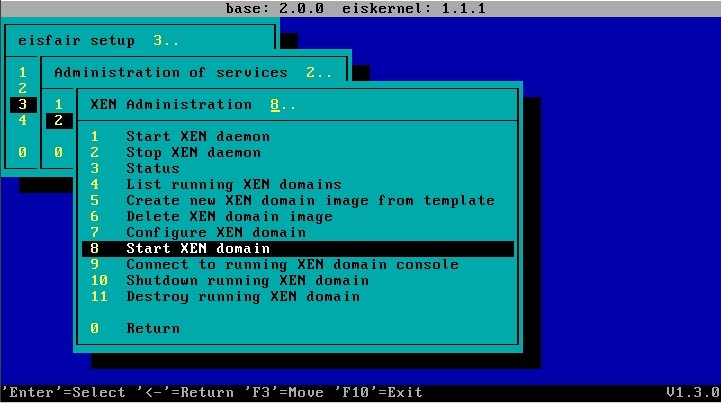 base: 2.0.0 eiskernel: 1.1.1
eisfair setup 3..
1
2
3
4
0
Administration of services 2..
1
2
0
XEN Administration 8..
1 Start XEN daemon
2 Stop XEN daemon
3 Status
4 List running XEN domains
5 Create new XEN domain image from template
6 Delete XEN domain image
7 Configure XEN domain
8 Start XEN domain
9 Connect to running XEN domain console
10 Shutdown running XEN domain
11 Destroy running XEN domain
0 Return
'Enter'=Select '<-'=Return 'F3'=Move 'F10'=Exit V1.3.0